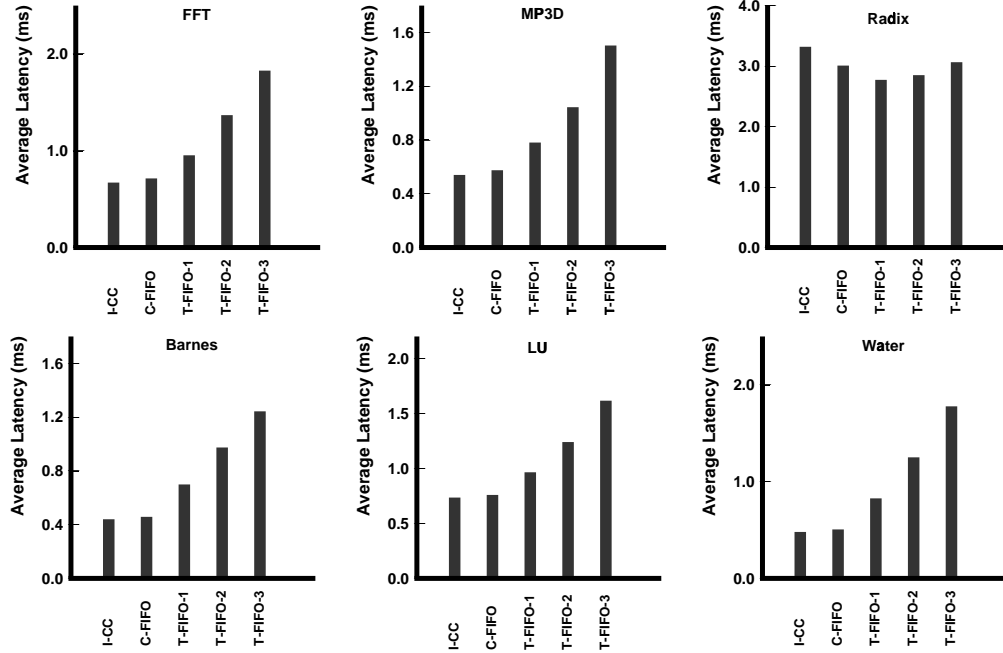 FFT
Average Latency (ms)
2.0
1.0
0.0
I-CC
C-FIFO
T-FIFO-1
T-FIFO-2
T-FIFO-3
MP3D
Average Latency (ms)
1.6
1.2
0.8
0.4
0.0
I-CC
C-FIFO
T-FIFO-1
T-FIFO-2
T-FIFO-3
Radix
Average Latency (ms)
4.0
3.0
2.0
1.0
0.0
I-CC
C-FIFO
T-FIFO-1
T-FIFO-2
T-FIFO-3
Barnes
Average Latency (ms)
1.6
1.2
0.8
0.4
0.0
I-CC
C-FIFO
T-FIFO-1
T-FIFO-2
T-FIFO-3
LU
Average Latency (ms)
2.0
1.5
1.0
0.5
0.0
I-CC
C-FIFO
T-FIFO-1
T-FIFO-2
T-FIFO-3
Water
Average Latency (ms)
2.0
1.0
0.0
I-CC
C-FIFO
T-FIFO-1
T-FIFO-2
T-FIFO-3